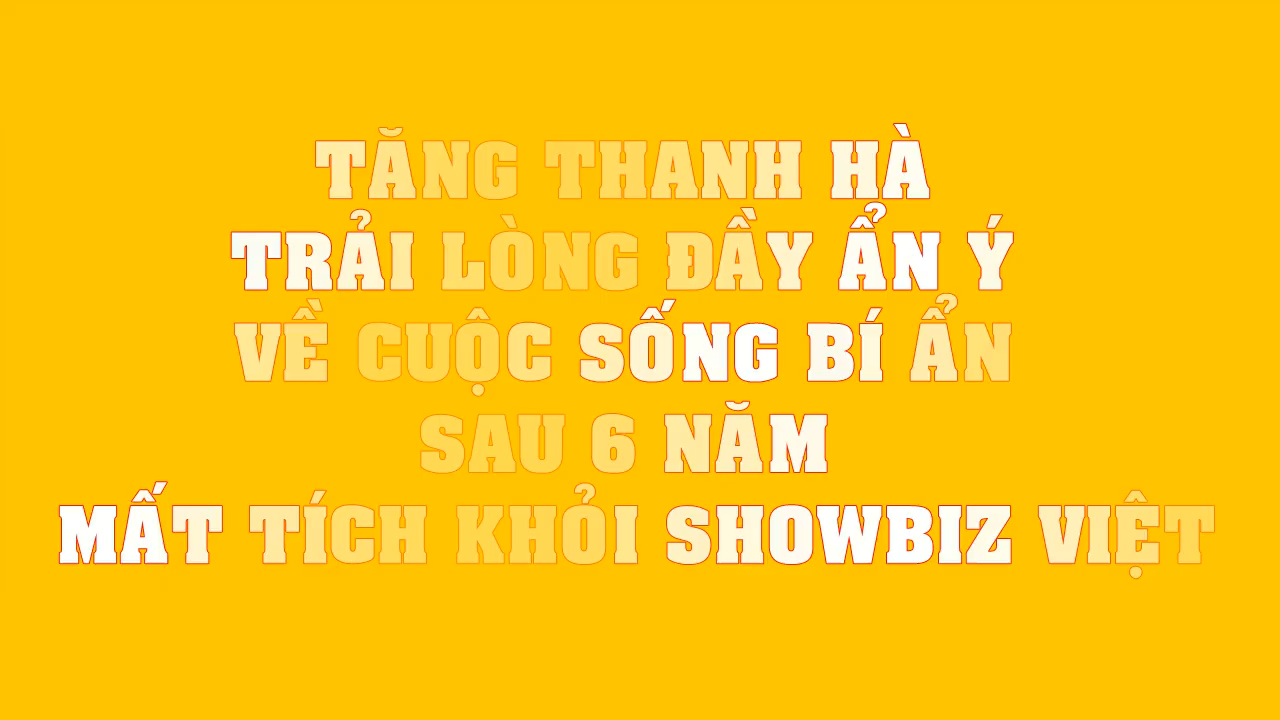 TĂNG THANH HÀ
TRẢI LÒNG ĐẦY ẨN Ý
VỀ CUỘC SỐNG BÍ ẨN
SAU 6 NĂM
MẤT TÍCH KHỎI SHOWBIZ VIỆT